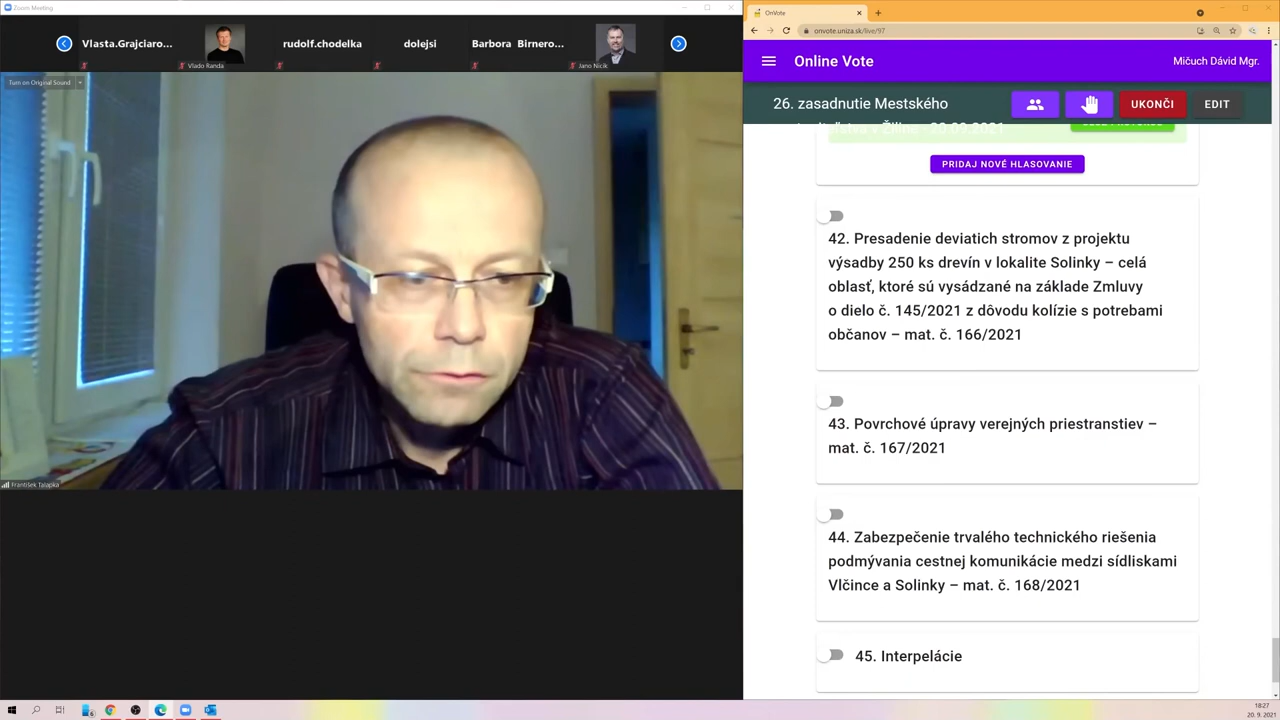 Zoom Meeting
Vlasta.Grajciaro...
rudolf.chodelka
dolejsi
Barbora Birnero...
Vlado Randa
Jano Nicik
Turn on Original Sound
František Talapka
OnVote
onvote.uniza.sk/live/97
Online Vote
Mičuch Dávid Mgr.
26. zasadnutie Mestského
v Žiline - 20.09.2021
UKONČI
EDIT
PRIDAJ NOVÉ HLASOVANIE
42. Presadenie deviatich stromov z projektu
výsadby 250 ks drevín v lokalite Solinky – celá
oblasť, ktoré sú vysádzané na základe Zmluvy
o dielo č. 145/2021 z dôvodu kolízie s potrebami
občanov – mat. č. 166/2021
43. Povrchové úpravy verejných priestranstiev –
mat. č. 167/2021
44. Zabezpečenie trvalého technického riešenia
podmývania cestnej komunikácie medzi sídliskami
Vlčince a Solinky – mat. č. 168/2021
45. Interpelácie
18:27
20. 9. 2021